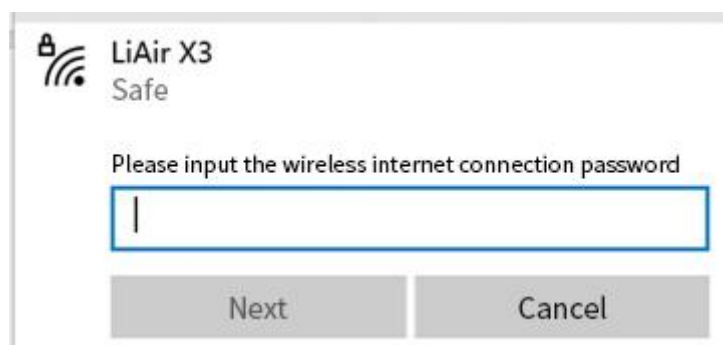 LiAir X3
Safe
Please input the wireless internet connection password
Next
Cancel